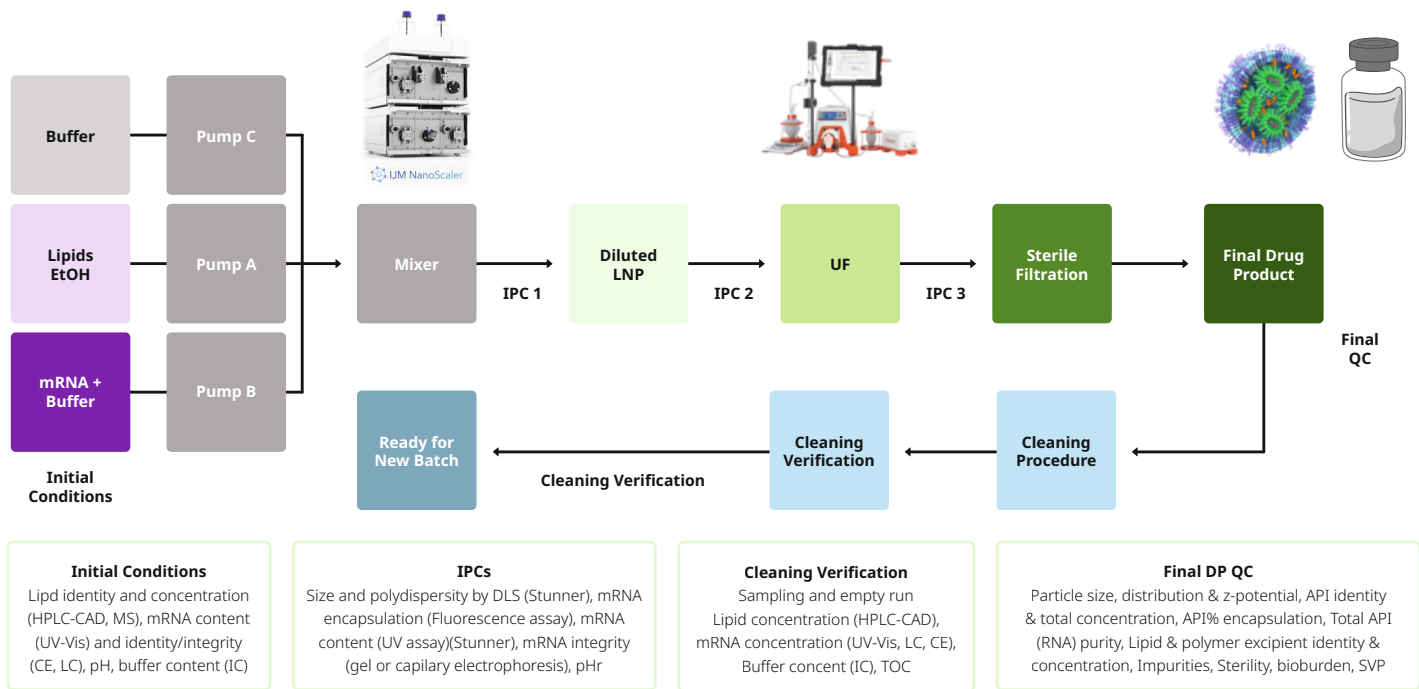 IJM NanoScaler
Buffer
Pump C
Lipids
EtOH
Pump A
Mixer
IPC 1
Diluted
LNP
IPC 2
UF
IPC 3
Sterile
Filtration
Final Drug
Product
Final
QC
mRNA +
Buffer
Pump B
Initial
Conditions
Ready for
New Batch
Cleaning Verification
Cleaning
Verification
Cleaning
Procedure
Initial Conditions
Lipd identity and concentration
(HPLC-CAD, MS), mRNA content
(UV-Vis) and identity/integrity
(CE, LC), pH, buffer content (IC)
IPCs
Size and polydispersity by DLS (Stunner), mRNA
encapsulation (Fluorescence assay), mRNA
content (UV assay)(Stunner), mRNA integrity
(gel or capilary electrophoresis), pHr
Cleaning Verification
Sampling and empty run
Lipid concentration (HPLC-CAD),
mRNA concentration (UV-Vis, LC, CE),
Buffer concent (IC), TOC
Final DP QC
Particle size, distribution & z-potential, API identity
& total concentration, API% encapsulation, Total API
(RNA) purity, Lipid & polymer excipient identity &
concentration, Impurities, Sterility, bioburden, SVP